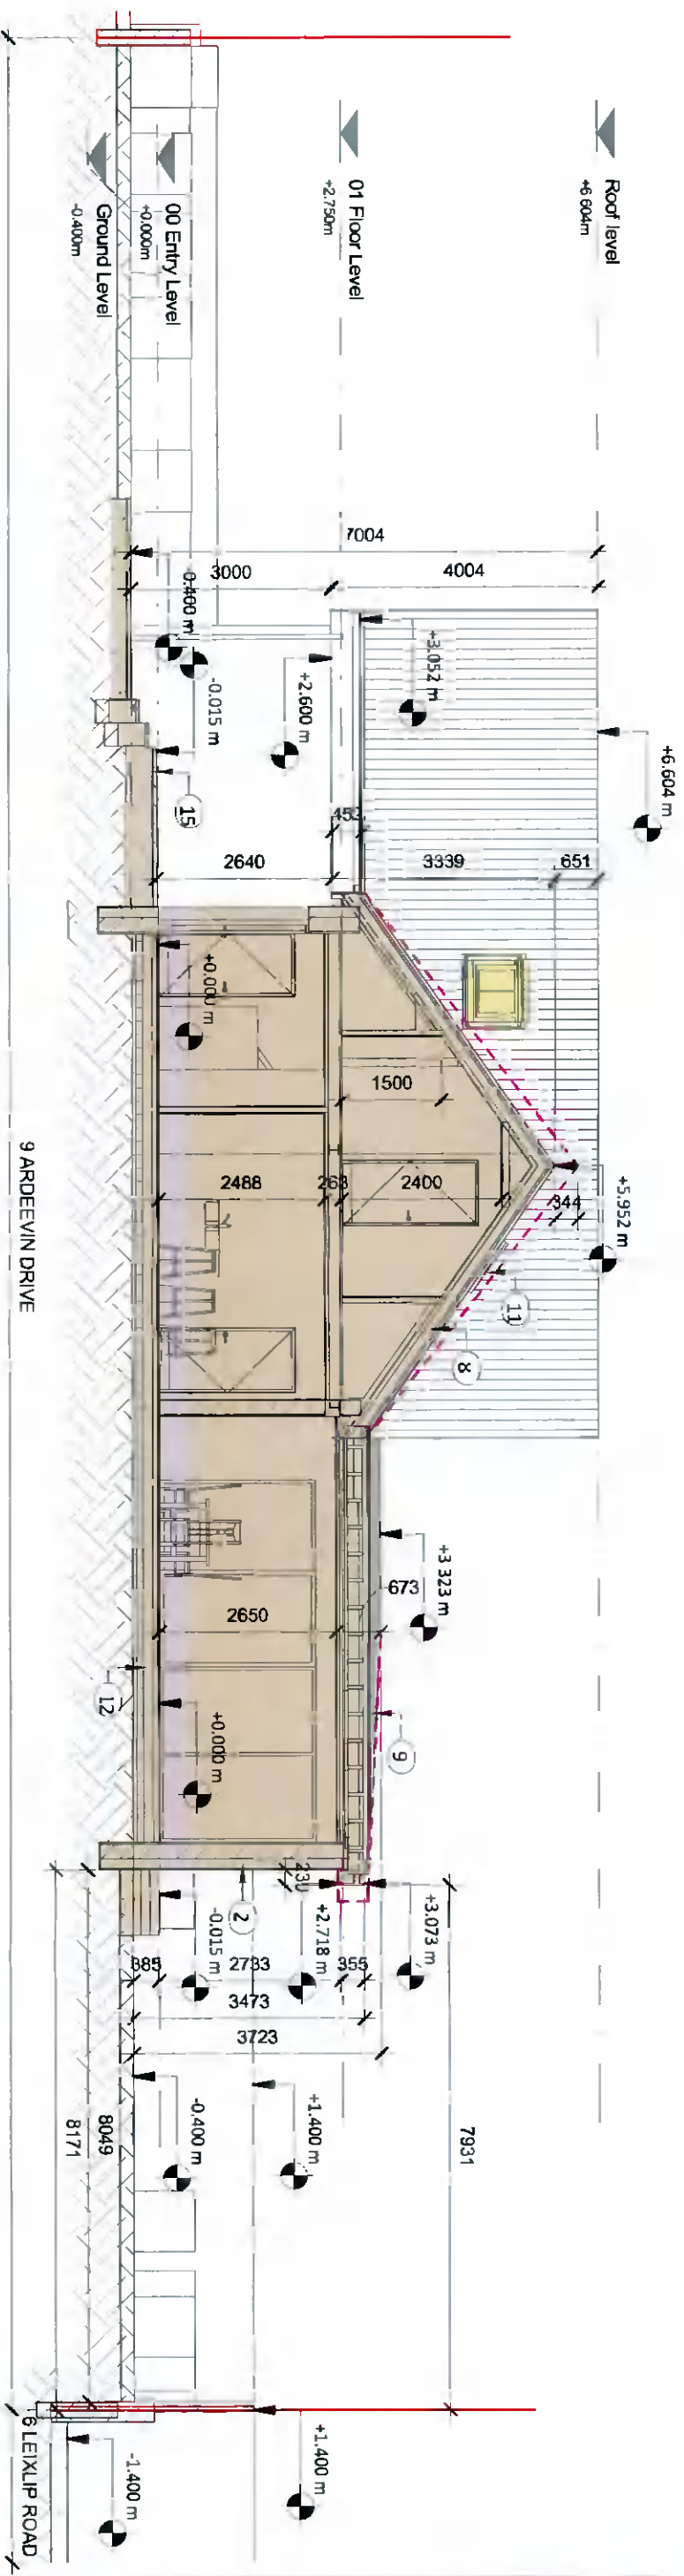 Roof level
+6 604m
01 Floor Level
+2.750m
00 Entry Level
+0.000m
Ground Level
-0.400m
7004
3000
4004
-0.015 m
+2.600 m
+3.052 m
+6.604 m
15
2640
3339
651
+0.000 m
1500
2488
263
2400
344
+5.952 m
11
8
+3 323 m
673
2650
9
12
+0.000 m
230
2
-0.015 m
+2.718 m
+3.073 m
385
2733
355
3473
3723
-0.400 m
+1.400 m
7931
8049
8171
+1.400 m
-1.400 m
9 ARDEEVIN DRIVE
6 LEIXLIP ROAD